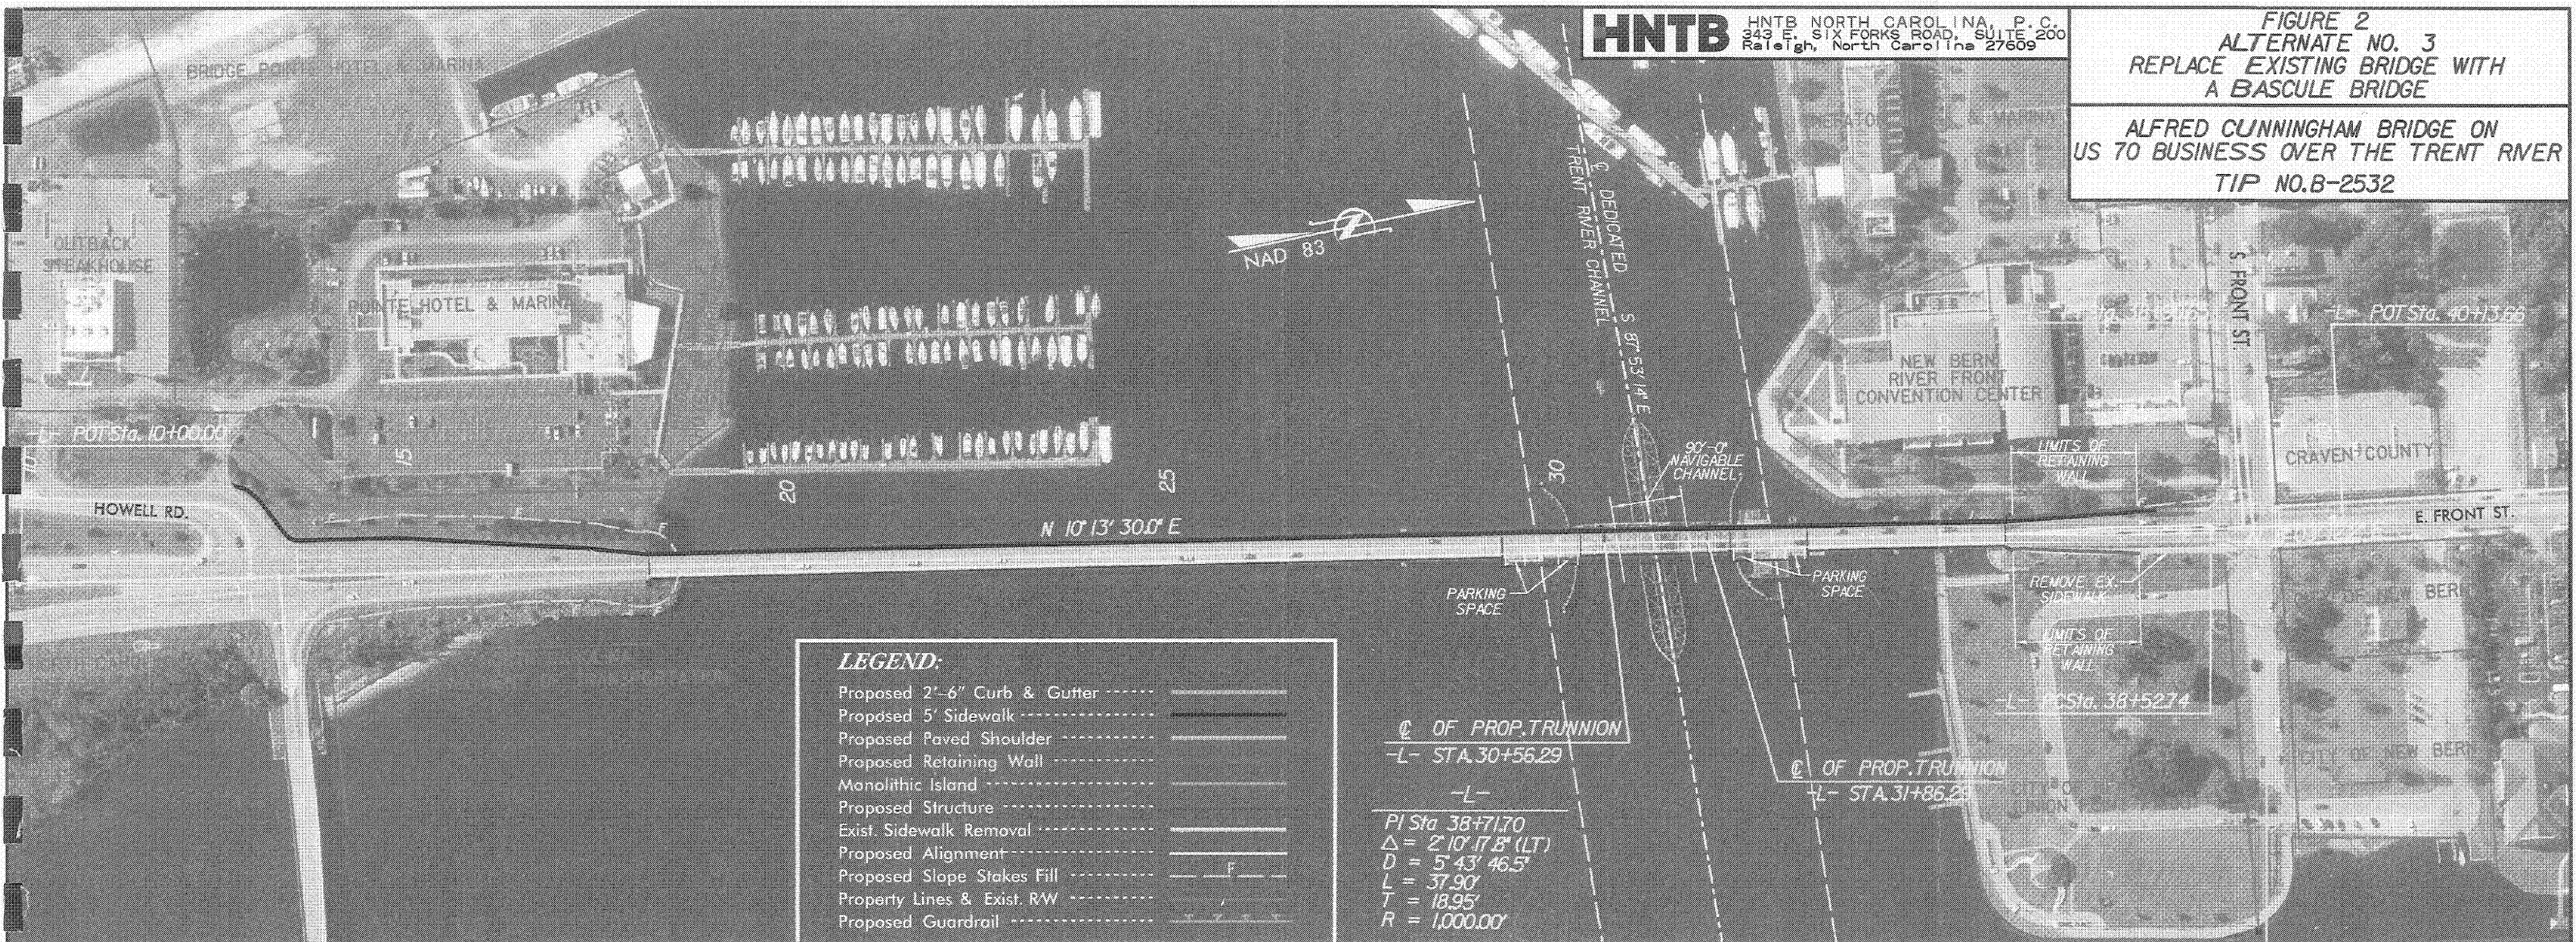 HNTB
HNTB NORTH CAROLINA, P.C.
343 E. SIX FORKS ROAD, SUITE 200
Raleigh, North Carolina 27609
FIGURE 2
ALTERNATE NO. 3
REPLACE EXISTING BRIDGE WITH
A BASCULE BRIDGE
ALFRED CUNNINGHAM BRIDGE ON
US 70 BUSINESS OVER THE TRENT RIVER
TIP NO.B-2532
BRIDGE POINTE HOTEL & MARINA
& MARINA
OUTBACK
STEAKHOUSE
POINTE HOTEL & MARINA
NAD 83
℄ DEDICATED
TRENT RIVER CHANNEL
S 87°53'14" E
S. FRONT ST.
-L- POT Sta. 40+13.66
NEW BERN
RIVER FRONT
CONVENTION CENTER
-L- POT Sta. 10+00.00
10
15
20
25
30
90'-0"
NAVIGABLE
CHANNEL
LIMITS OF
RETAINING
WALL
CRAVEN COUNTY
HOWELL RD.
N 10° 13' 30.0" E
E. FRONT ST.
PARKING
SPACE
PARKING
SPACE
REMOVE EX.
SIDEWALK
OF NEW BERN
LIMITS OF
RETAINING
WALL
-L- PCSta. 38+52.74
CITY OF NEW BERN
LEGEND:
Proposed 2'-6" Curb & Gutter
Proposed 5' Sidewalk
Proposed Paved Shoulder
Proposed Retaining Wall
Monolithic Island
Proposed Structure
Exist. Sidewalk Removal
Proposed Alignment
Proposed Slope Stakes Fill
F
Property Lines & Exist. R/W
Proposed Guardrail
℄ OF PROP.TRUNNION
-L- STA.30+56.29
℄ OF PROP.TRUNNION
-L- STA.31+86.29
UNION
-L-
PI Sta 38+71.70
Δ = 2°10'17.8" (LT)
D = 5°43'46.5"
L = 37.90'
T = 18.95'
R = 1,000.00'